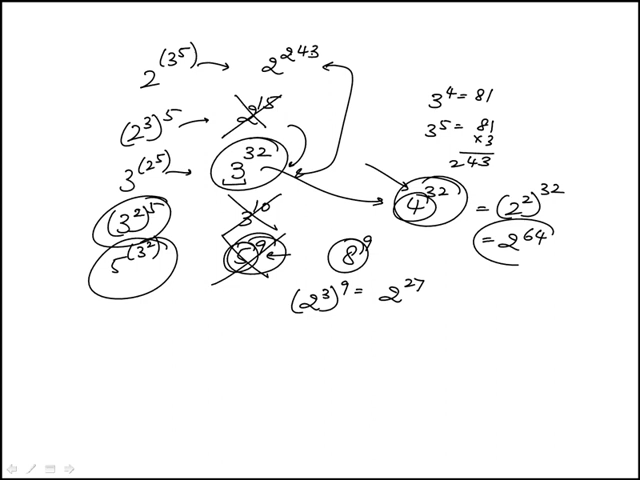 2^(3^5) → 2^243
(2^3)^5 → 2^15
3^(2^5) → 3^32
(3^2)^5 3^10
5^(3^2) 5^9 ← 8^9
(2^3)^9 = 2^27
3^4 = 81
3^5 = 81
x3
243
4^32 = (2^2)^32
= 2^64